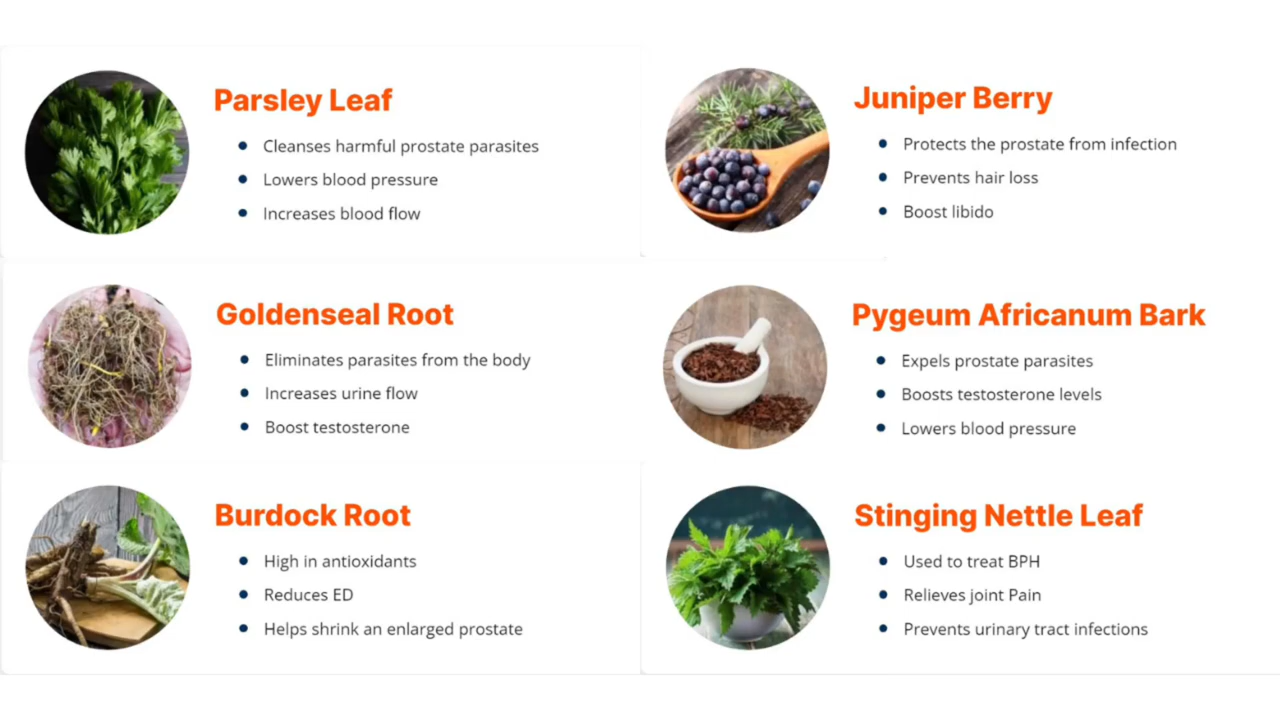 Parsley Leaf
Cleanses harmful prostate parasites
Lowers blood pressure
Increases blood flow
Juniper Berry
Protects the prostate from infection
Prevents hair loss
Boost libido
Goldenseal Root
Eliminates parasites from the body
Increases urine flow
Boost testosterone
Pygeum Africanum Bark
Expels prostate parasites
Boosts testosterone levels
Lowers blood pressure
Burdock Root
High in antioxidants
Reduces ED
Helps shrink an enlarged prostate
Stinging Nettle Leaf
Used to treat BPH
Relieves joint Pain
Prevents urinary tract infections